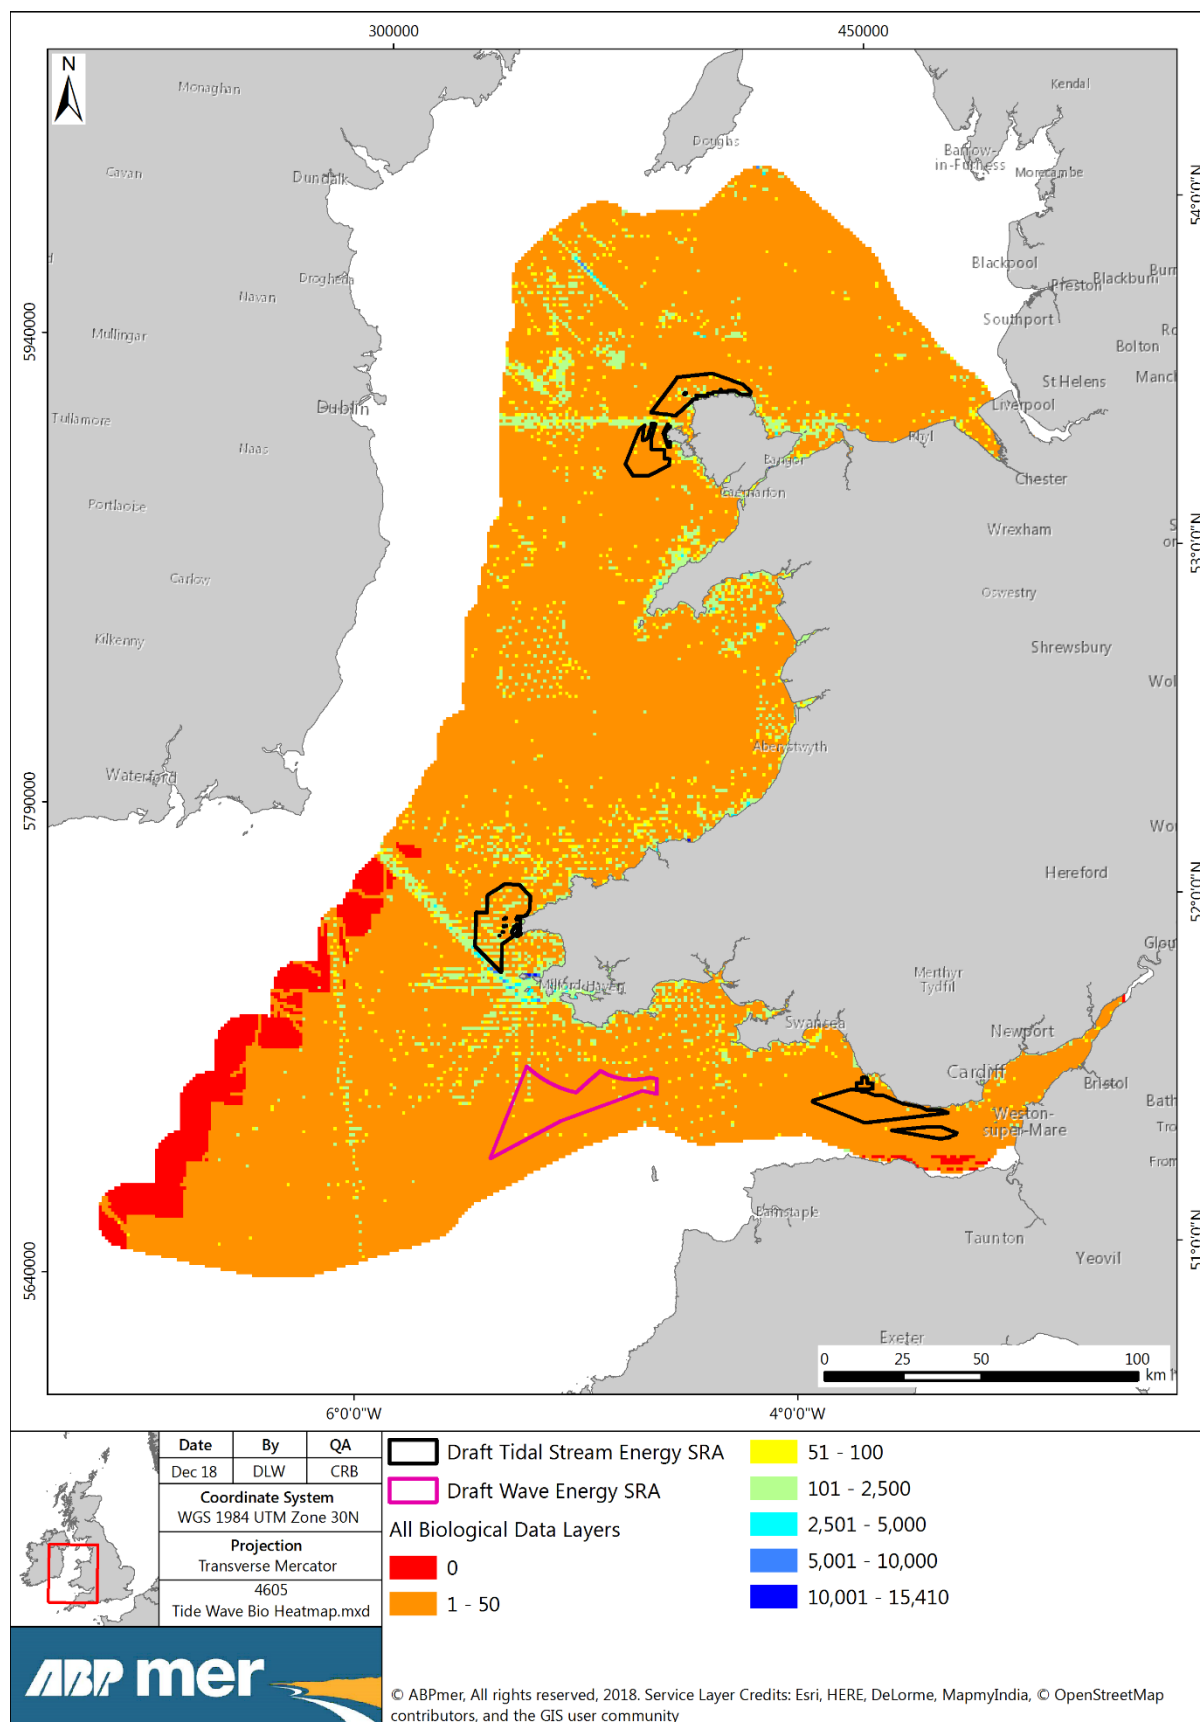 300000
450000
N
Monaghan
Kendal
Douglas
Barrow-
in-Furness
Cavan
Dundalk
Morecambe
54°0'0"N
Blackpool
Drogheda
Preston
Blackburn
Burn
Navan
Southport
5940000
Mullingar
Bolton
St Helens
Manch
Dublin
Liverpool
Tullamore
Rhyl
Naas
Bangor
Chester
Caernarfon
Portlaoise
Wrexham
53°0'0"N
Carlow
Oswestry
Kilkenny
Shrewsbury
Wol
Aberystwyth
Waterford
5790000
Hereford
52°0'0"N
Glou
Merthyr
Tydfil
Milford Haven
Swansea
Newport
Cardiff
Bristol
Bath
Weston-
super-Mare
Tro
From
Barnstaple
Taunton
51°0'0"N
Yeovil
5640000
Exeter
0 25 50 100
km
6°0'0"W
4°0'0"W
Date By QA
Dec 18 DLW CRB
Coordinate System
WGS 1984 UTM Zone 30N
Projection
Transverse Mercator
4605
Tide Wave Bio Heatmap.mxd
ABPmer
Draft Tidal Stream Energy SRA
Draft Wave Energy SRA
All Biological Data Layers
0
1 - 50
51 - 100
101 - 2,500
2,501 - 5,000
5,001 - 10,000
10,001 - 15,410
© ABPmer, All rights reserved, 2018. Service Layer Credits: Esri, HERE, DeLorme, MapmyIndia, © OpenStreetMap
contributors, and the GIS user community